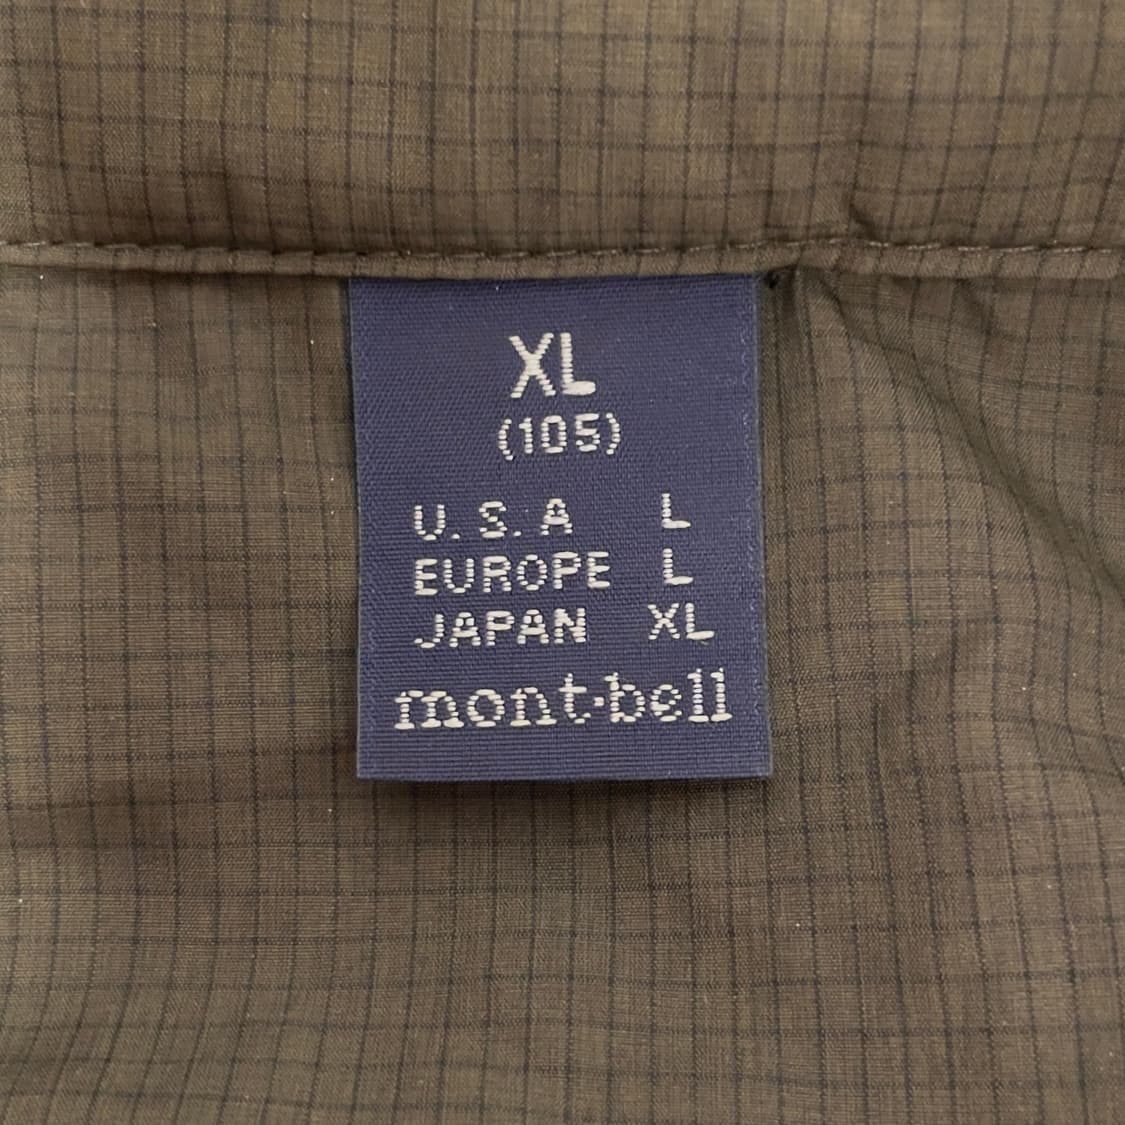 XL
(105)
U.S.A L
EUROPE L
JAPAN XL
mont·bell